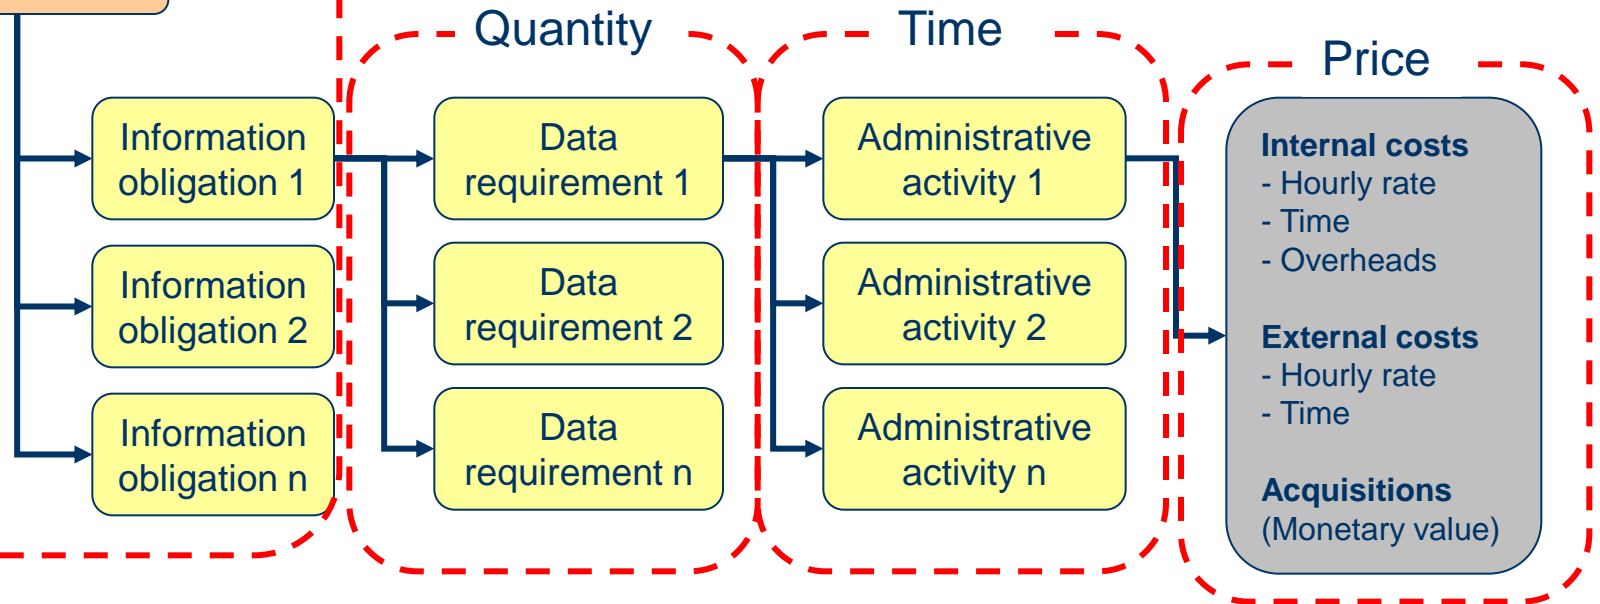 Quantity
Time
Price
Information
obligation 1
Information
obligation 2
Information
obligation n
Data
requirement 1
Data
requirement 2
Data
requirement n
Administrative
activity 1
Administrative
activity 2
Administrative
activity n
Internal costs
- Hourly rate
- Time
- Overheads
External costs
- Hourly rate
- Time
Acquisitions
(Monetary value)